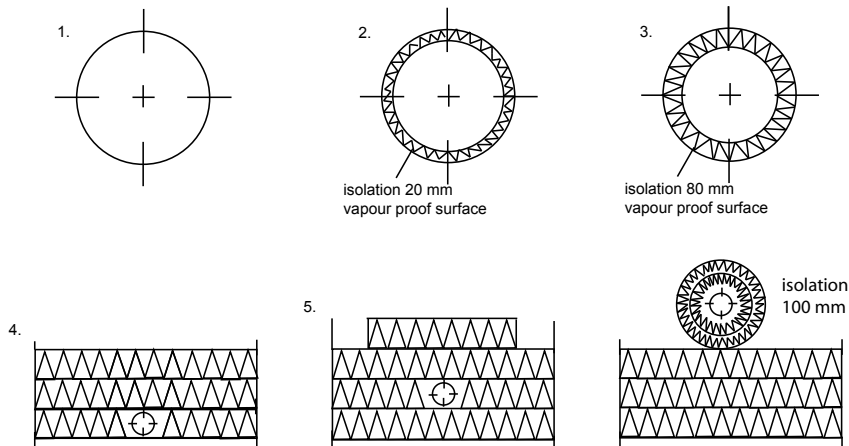 1.
2.
3.
isolation 20 mm
vapour proof surface
isolation 80 mm
vapour proof surface
4.
5.
isolation
100 mm